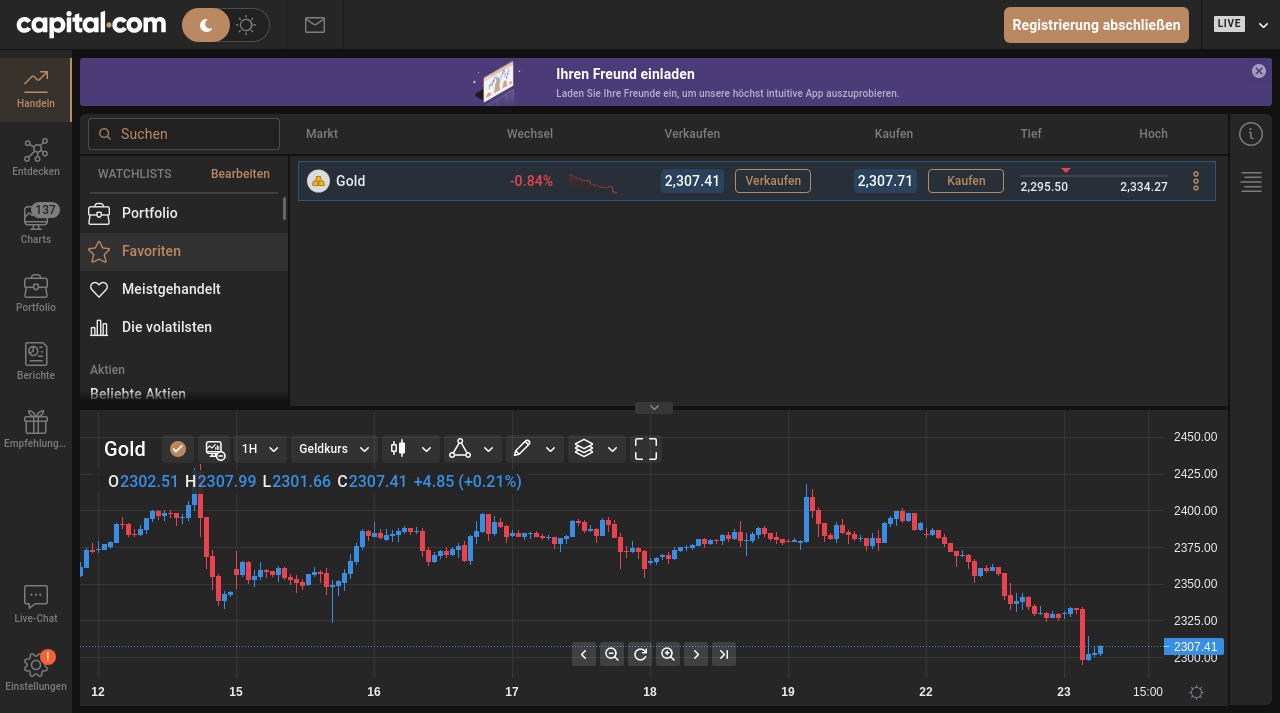 capital.com
Registrierung abschließen
LIVE
Ihren Freund einladen
Laden Sie Ihre Freunde ein, um unsere höchst intuitive App auszuprobieren.
Handeln
Entdecken
137
Charts
Portfolio
Berichte
Empfehlung...
Live-Chat
!
Einstellungen
Suchen
Markt Wechsel Verkaufen Kaufen Tief Hoch
WATCHLISTS Bearbeiten
Portfolio
Favoriten
Meistgehandelt
Die volatilsten
Aktien
Beliebte Aktien
Gold -0.84% 2,307.41 Verkaufen 2,307.71 Kaufen 2,295.50 2,334.27
Gold 1H Geldkurs
O2302.51 H2307.99 L2301.66 C2307.41 +4.85 (+0.21%)
2450.00
2425.00
2400.00
2375.00
2350.00
2325.00
2307.41
2300.00
12 15 16 17 18 19 22 23 15:00